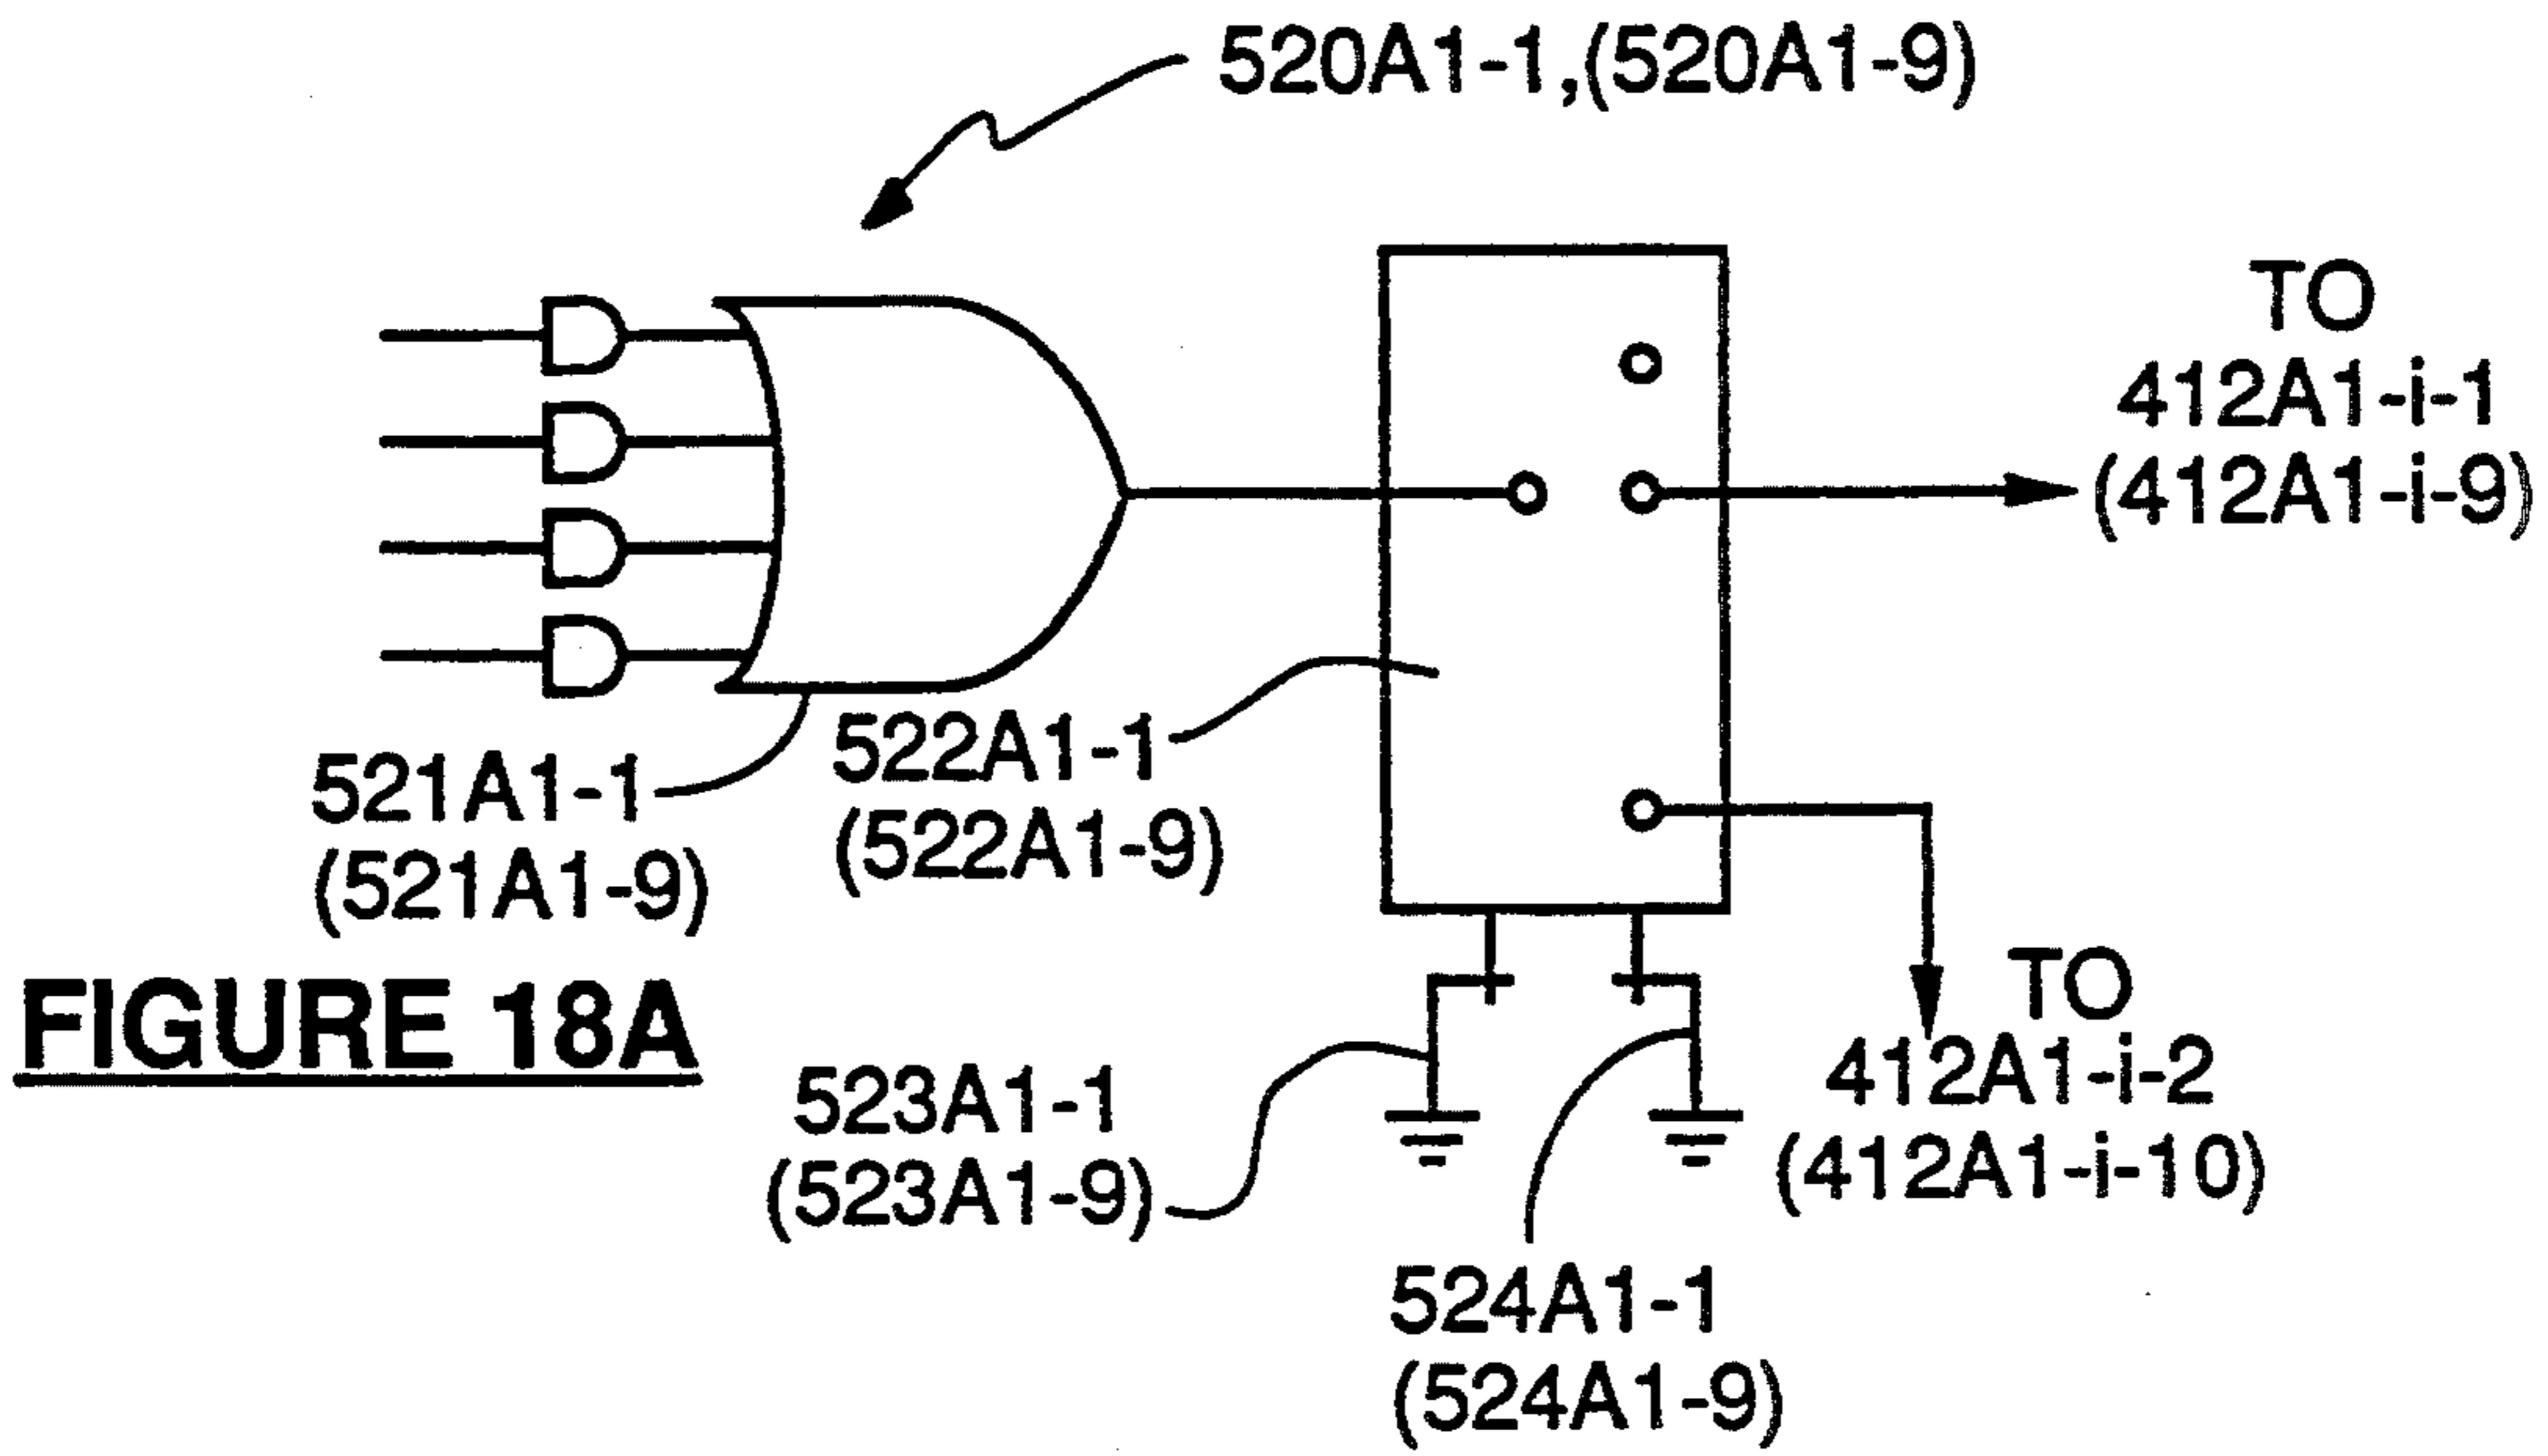 520A1-1,(520A1-9)
TO
412A1-i-1
(412A1-i-9)
521A1-1
(521A1-9)
522A1-1
(522A1-9)
FIGURE 18A
523A1-1
(523A1-9)
TO
412A1-i-2
(412A1-i-10)
524A1-1
(524A1-9)